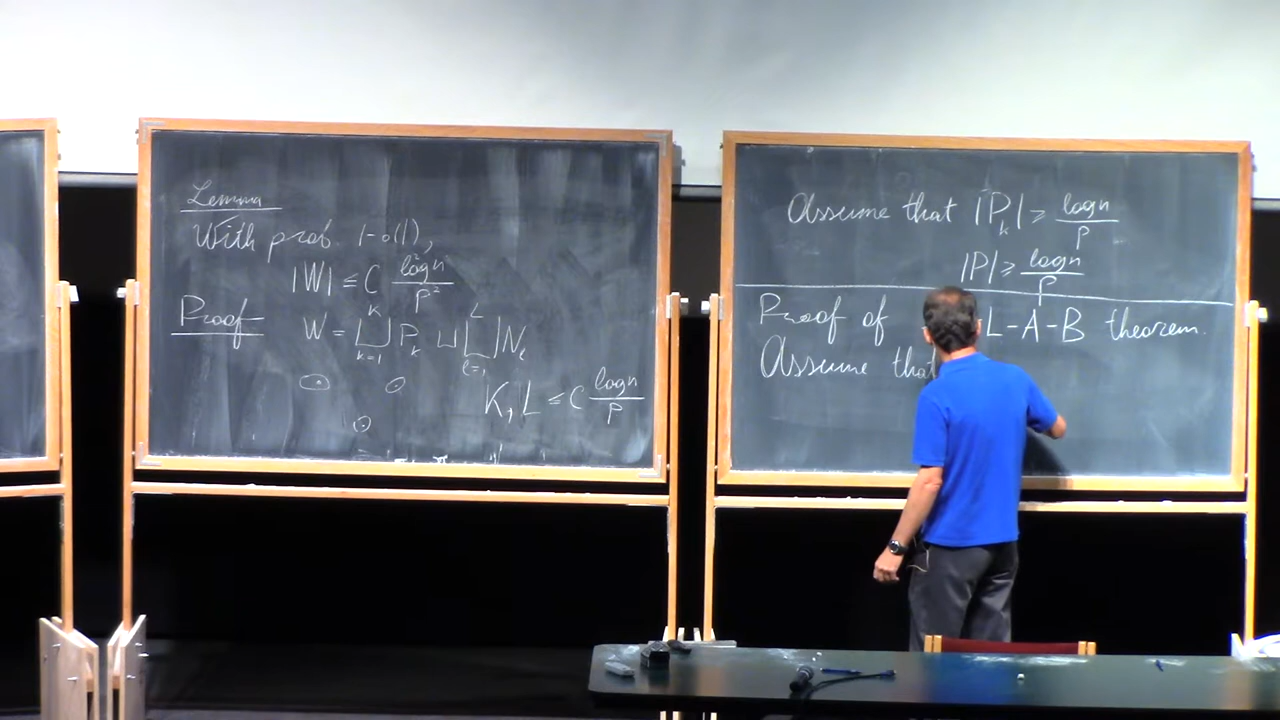 Lemma
With prob. 1-o(1),
|W| ≤ C log² n / p²
Proof W = ⊔_{k=1}^{K} P_k ⊔ ⊔_{l=1}^{L} N_l
K, L ≤ C log n / p
Assume that |P_k| ≥ log n / p
|P| ≥ log n / p
Proof of L-A-B theorem.
Assume that